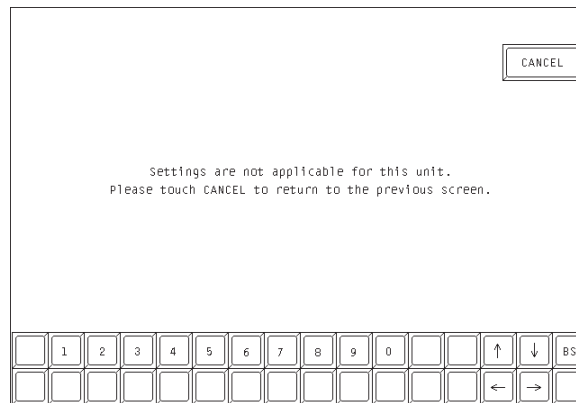 CANCEL
Settings are not applicable for this unit.
Please touch CANCEL to return to the previous screen.
1 2 3 4 5 6 7 8 9 0 ↑ ↓ BS
← →